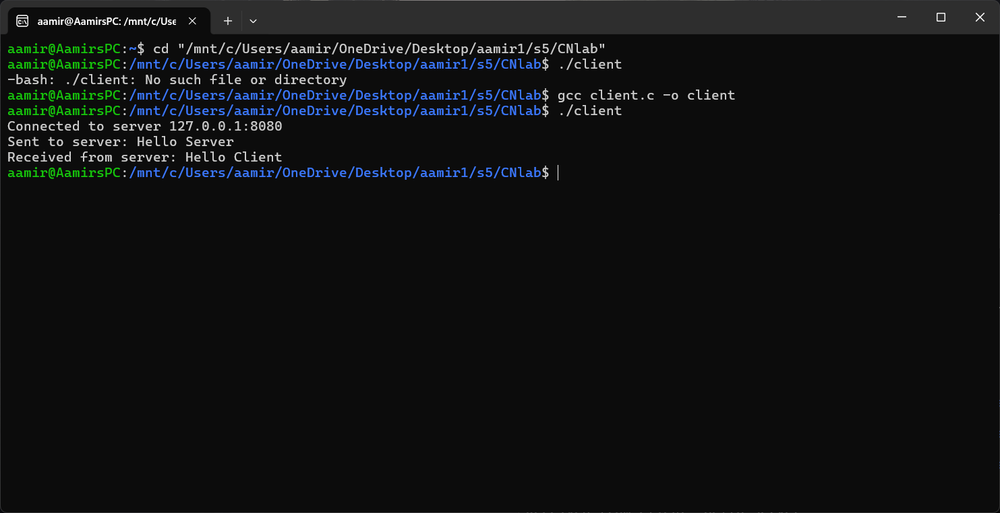 aamir@AamirsPC: /mnt/c/Use
aamir@AamirsPC:~$ cd "/mnt/c/Users/aamir/OneDrive/Desktop/aamir1/s5/CNlab"
aamir@AamirsPC:/mnt/c/Users/aamir/OneDrive/Desktop/aamir1/s5/CNlab$ ./client
-bash: ./client: No such file or directory
aamir@AamirsPC:/mnt/c/Users/aamir/OneDrive/Desktop/aamir1/s5/CNlab$ gcc client.c -o client
aamir@AamirsPC:/mnt/c/Users/aamir/OneDrive/Desktop/aamir1/s5/CNlab$ ./client
Connected to server 127.0.0.1:8080
Sent to server: Hello Server
Received from server: Hello Client
aamir@AamirsPC:/mnt/c/Users/aamir/OneDrive/Desktop/aamir1/s5/CNlab$